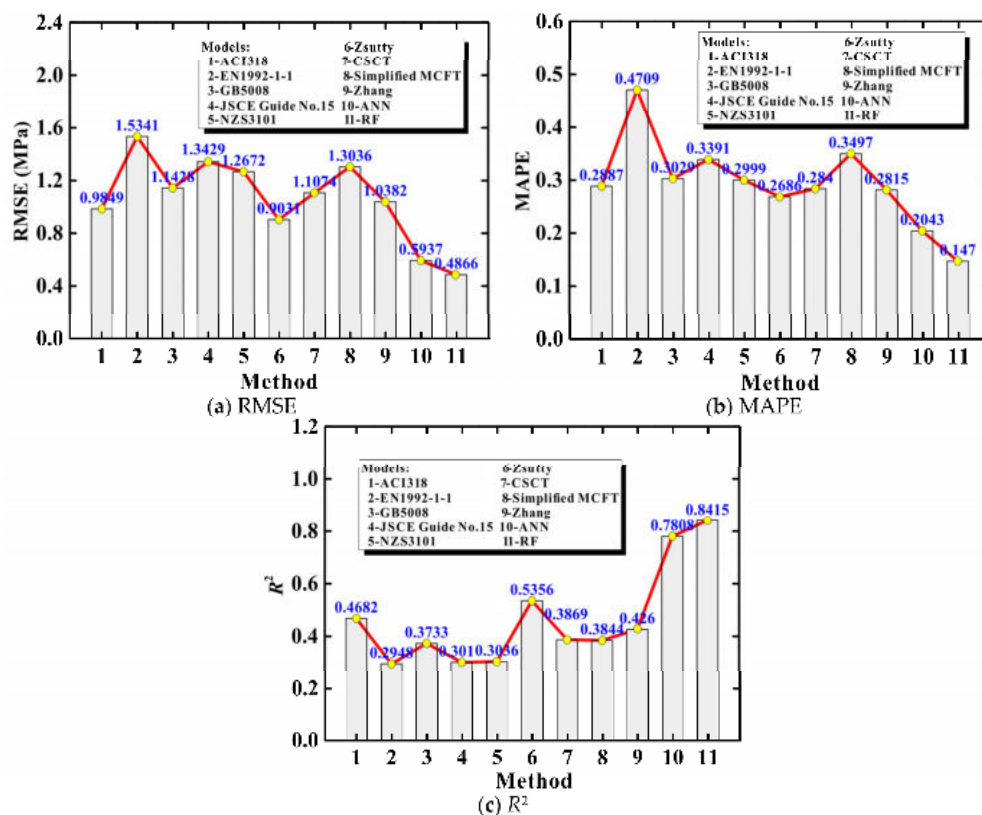 2.4
2.0
1.6
1.2
0.8
0.4
0.0
RMSE (MPa)
Models: 6-Zsutty
1-ACI318 7-CSCT
2-EN1992-1-1 8-Simplified MCFT
3-GB5008 9-Zhang
4-JSCE Guide No.15 10-ANN
5-NZS3101 11-RF
0.9849
1.5341
1.1428
1.3429
1.2672
0.9031
1.1074
1.3036
1.0382
0.5937
0.4866
1 2 3 4 5 6 7 8 9 10 11
Method
(a) RMSE
0.6
0.5
0.4
0.3
0.2
0.1
0.0
MAPE
Models: 6-Zsutty
1-ACI318 7-CSCT
2-EN1992-1-1 8-Simplified MCFT
3-GB5008 9-Zhang
4-JSCE Guide No.15 10-ANN
5-NZS3101 11-RF
0.2887
0.4709
0.3029
0.3391
0.2999
0.2686
0.284
0.3497
0.2815
0.2043
0.147
1 2 3 4 5 6 7 8 9 10 11
Method
(b) MAPE
1.2
1.0
0.8
0.6
0.4
0.2
0.0
R²
Models: 6-Zsutty
1-ACI318 7-CSCT
2-EN1992-1-1 8-Simplified MCFT
3-GB5008 9-Zhang
4-JSCE Guide No.15 10-ANN
5-NZS3101 11-RF
0.4682
0.2948
0.3733
0.301
0.3036
0.5356
0.3869
0.3844
0.426
0.7808
0.8415
1 2 3 4 5 6 7 8 9 10 11
Method
(c) R²